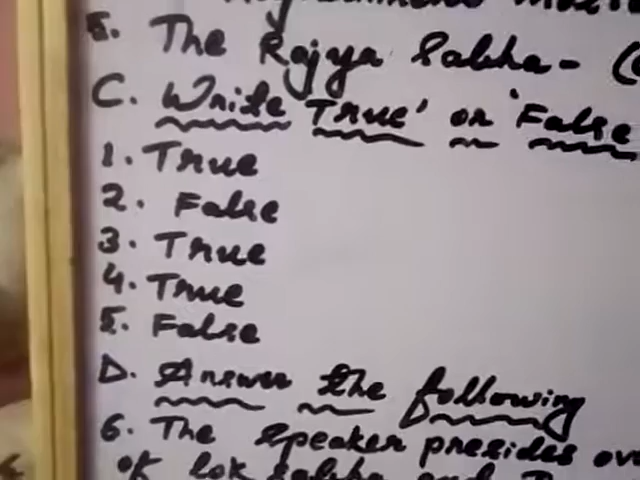 5. The Rajya Sabha - (
C. Write 'True' or 'False
1. True
2. False
3. True
4. True
5. False
D. Answer the following
6. The Speaker presides ov
of lok sabha and